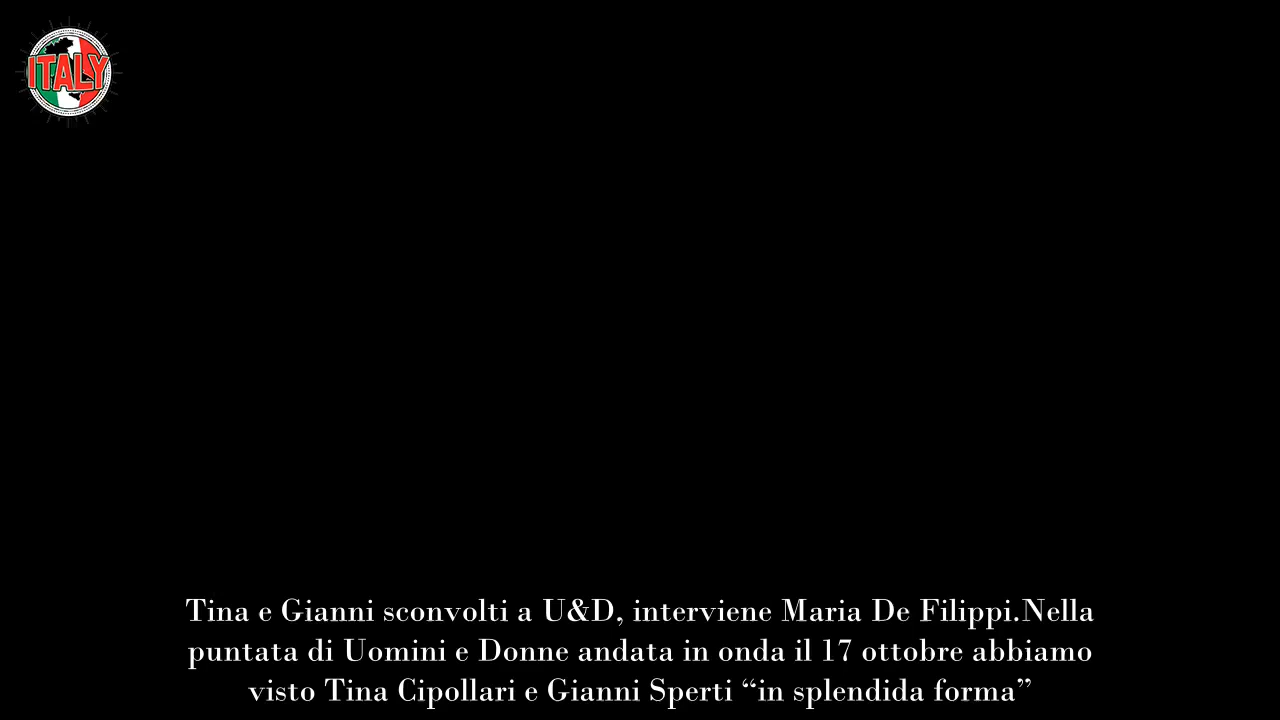 ITALY
Tina e Gianni sconvolti a U&D, interviene Maria De Filippi.Nella
puntata di Uomini e Donne andata in onda il 17 ottobre abbiamo
visto Tina Cipollari e Gianni Sperti “in splendida forma”